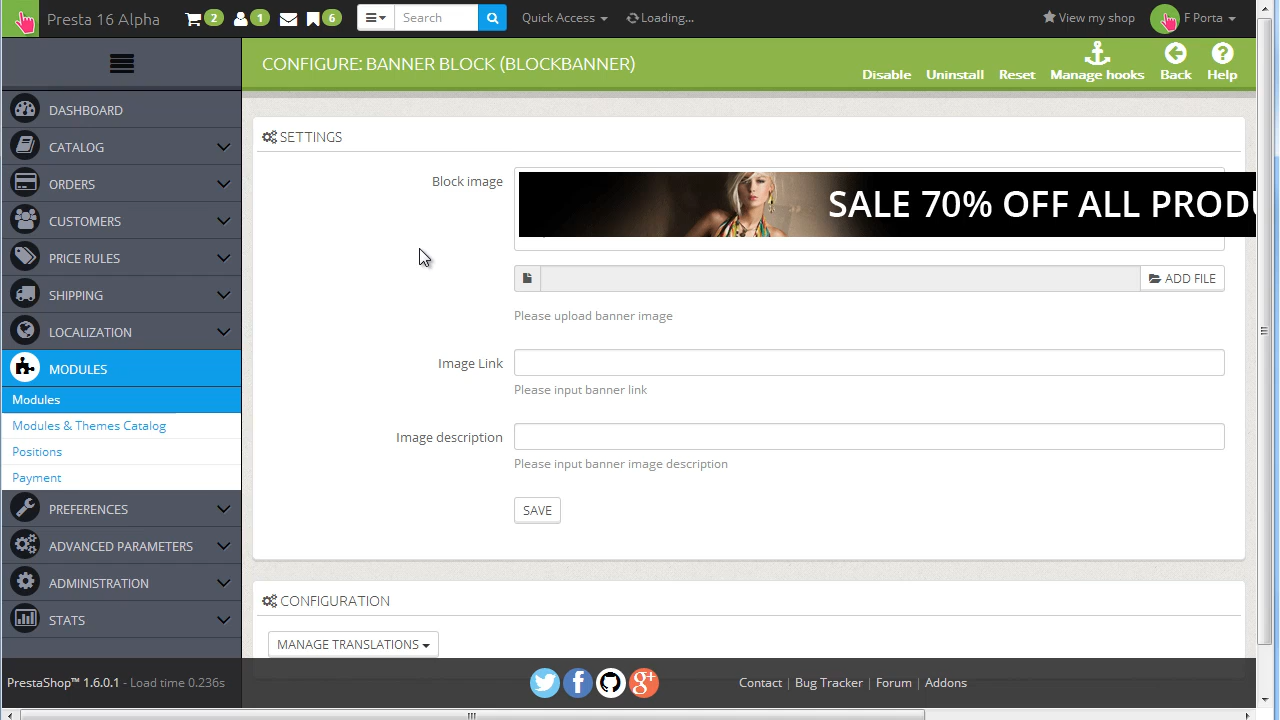 Presta 16 Alpha 2 1 6 Search Quick Access Loading... View my shop F Porta
CONFIGURE: BANNER BLOCK (BLOCKBANNER)
Disable Uninstall Reset Manage hooks Back Help
DASHBOARD
CATALOG
ORDERS
CUSTOMERS
PRICE RULES
SHIPPING
LOCALIZATION
MODULES
Modules
Modules & Themes Catalog
Positions
Payment
PREFERENCES
ADVANCED PARAMETERS
ADMINISTRATION
STATS
SETTINGS
Block image
SALE 70% OFF ALL PRODU
ADD FILE
Please upload banner image
Image Link
Please input banner link
Image description
Please input banner image description
SAVE
CONFIGURATION
MANAGE TRANSLATIONS
PrestaShop™ 1.6.0.1 - Load time 0.236s
Contact | Bug Tracker | Forum | Addons